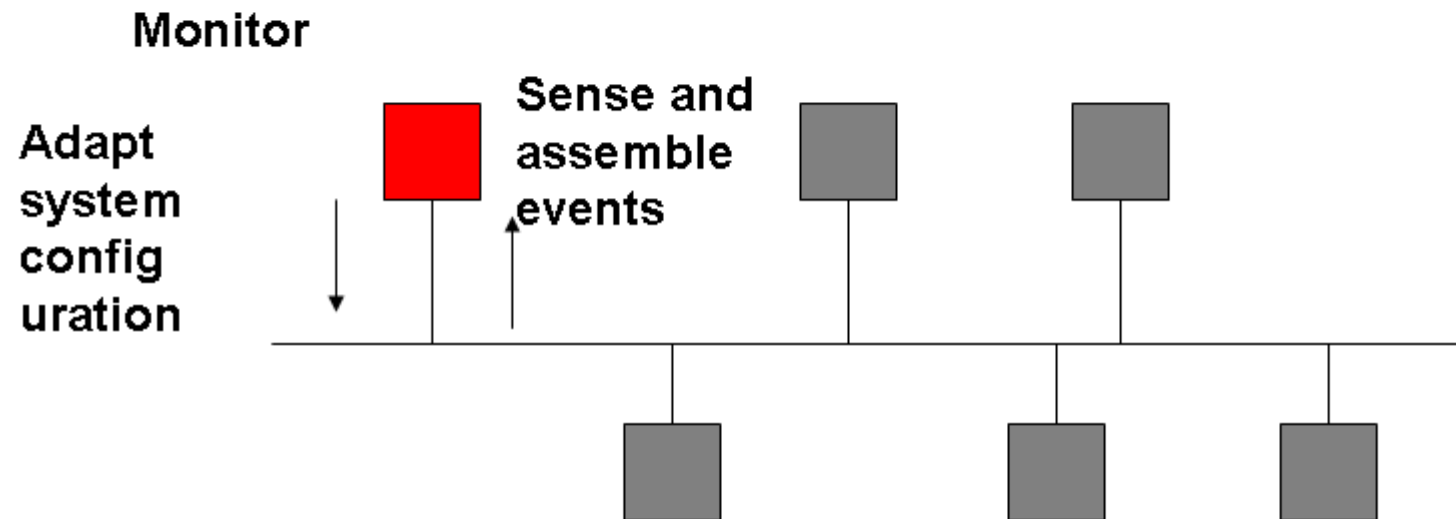 Monitor
Adapt
system
config
uration
Sense and
assemble
events